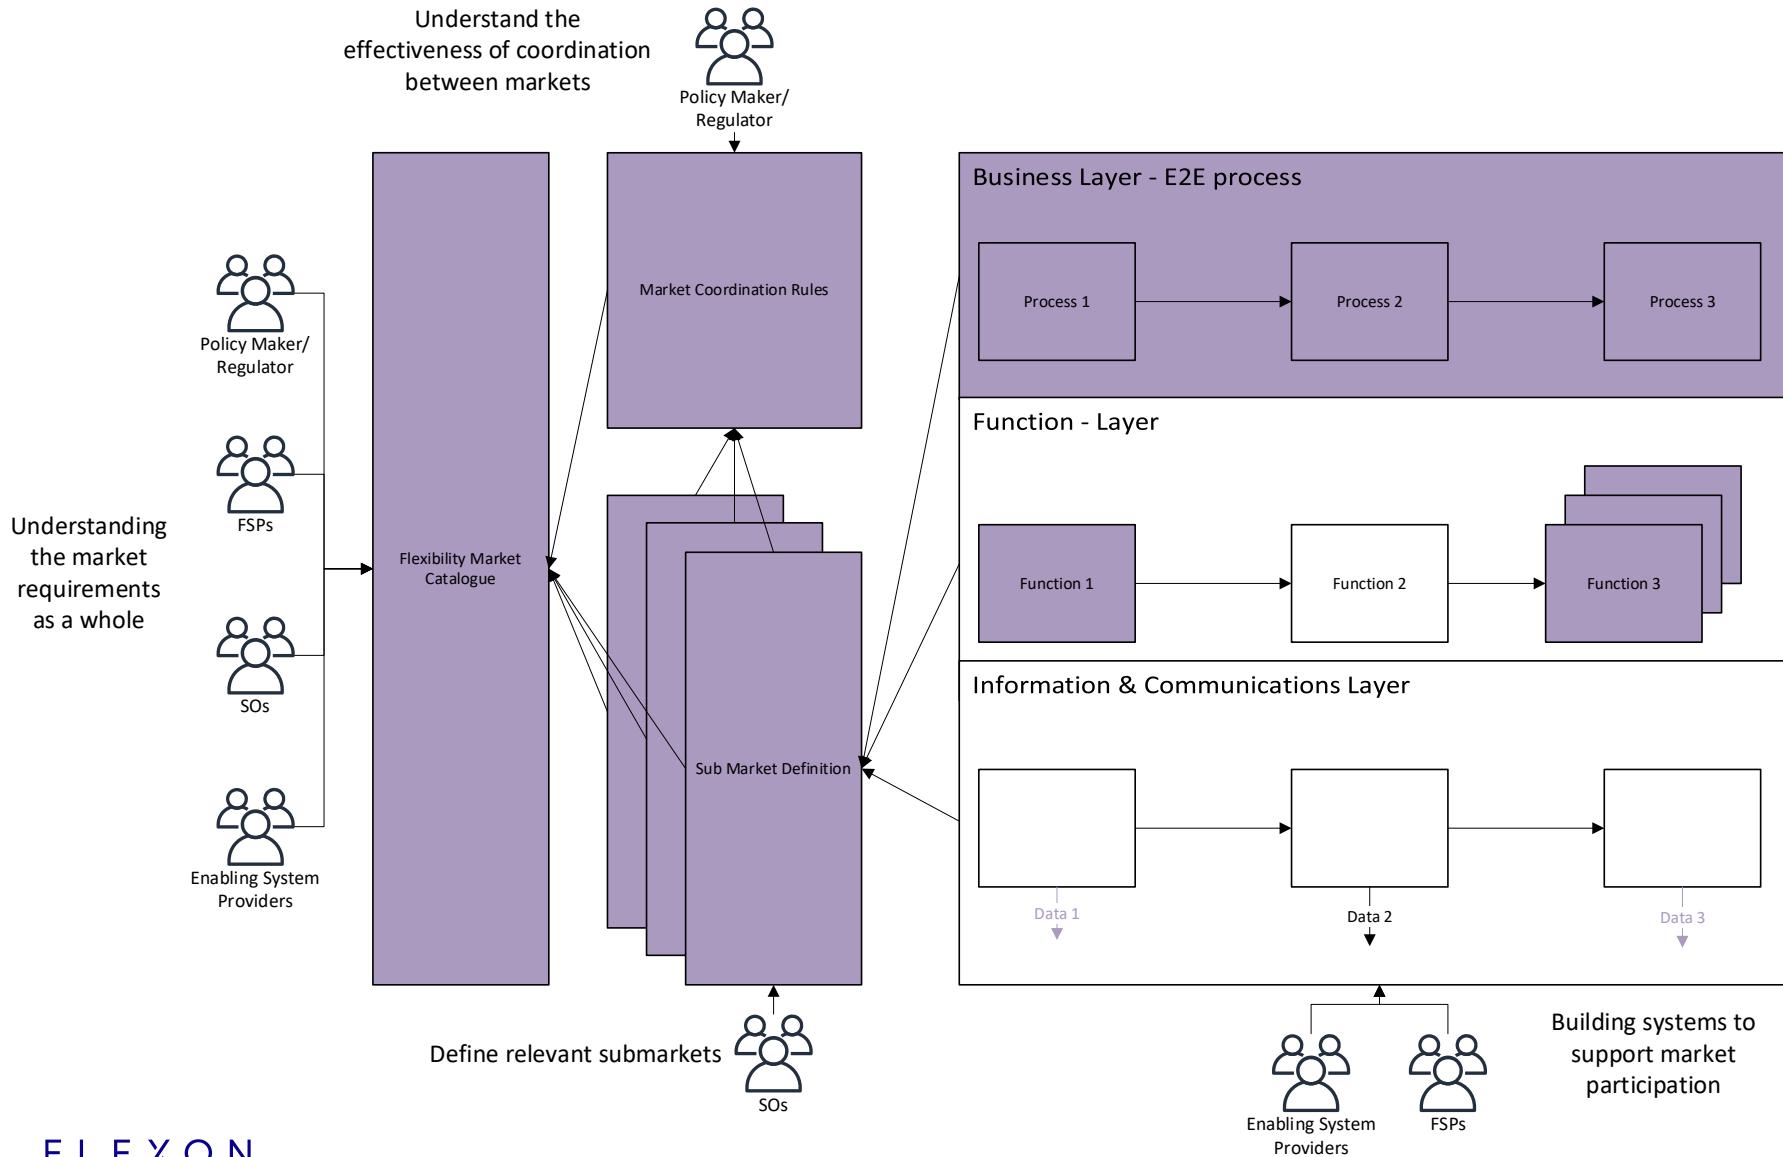 Understand the
effectiveness of coordination
between markets
Policy Maker/
Regulator
Business Layer - E2E process
Process 1
Process 2
Process 3
Market Coordination Rules
Policy Maker/
Regulator
FSPs
SOs
Enabling System
Providers
Understanding
the market
requirements
as a whole
Flexibility Market
Catalogue
Function - Layer
Function 1
Function 2
Function 3
Information & Communications Layer
Sub Market Definition
Data 1
Data 2
Data 3
Define relevant submarkets
SOs
Enabling System
Providers
FSPs
Building systems to
support market
participation
ELEXON